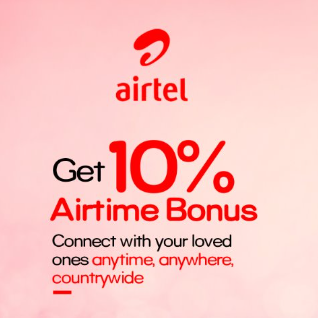 airtel
Get 10%
Airtime Bonus
Connect with your loved
ones anytime, anywhere,
countrywide